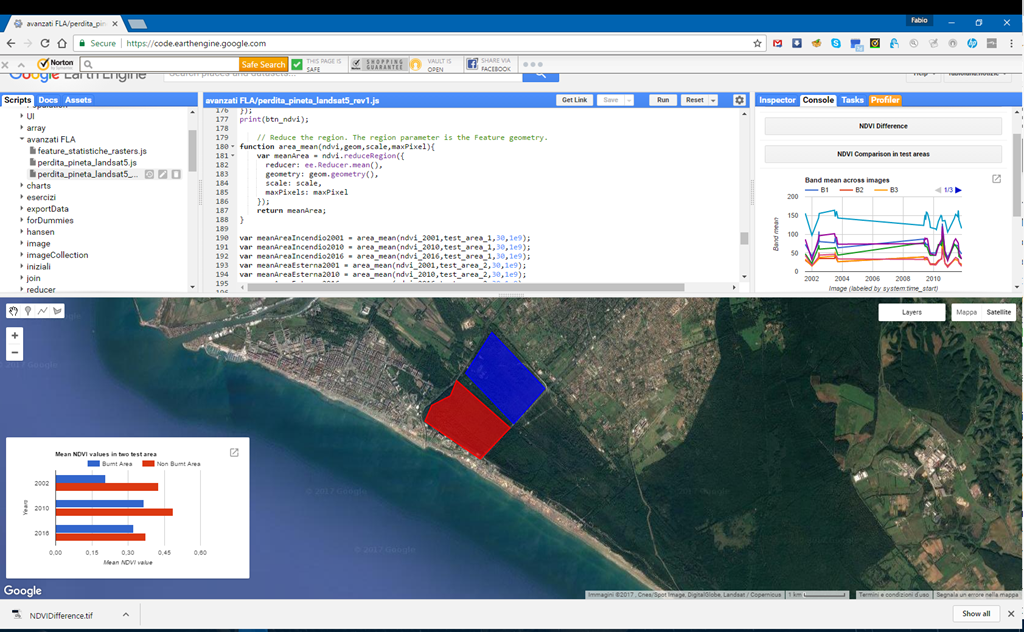 avanzati FLA/perdita_pin
Fabio
Secure
https://code.earthengine.google.com
Norton
Safe Search
THIS PAGE IS
SAFE
SHOPPING
GUARANTEE
VAULT IS
OPEN
SHARE VIA
FACEBOOK
Google Earth Engine
Search places and datasets...
Help
Scripts Docs Assets
UI
array
avanzati FLA
feature_statistiche_rasters.js
perdita_pineta_landsat5.js
perdita_pineta_landsat5_...
charts
esercizi
exportData
forDummies
hansen
image
imageCollection
iniziali
join
reducer
avanzati FLA/perdita_pineta_landsat5_rev1.js
Get Link Save Run Reset
176 });
177 print(btn_ndvi);
178
179 // Reduce the region. The region parameter is the Feature geometry.
180 function area_mean(ndvi,geom,scale,maxPixel){
181 var meanArea = ndvi.reduceRegion({
182 reducer: ee.Reducer.mean(),
183 geometry: geom.geometry(),
184 scale: scale,
185 maxPixels: maxPixel
186 });
187 return meanArea;
188 }
189
190 var meanAreaIncendio2001 = area_mean(ndvi_2001,test_area_1,30,1e9);
191 var meanAreaIncendio2010 = area_mean(ndvi_2010,test_area_1,30,1e9);
192 var meanAreaIncendio2016 = area_mean(ndvi_2016,test_area_1,30,1e9);
193 var meanAreaEsterna2001 = area_mean(ndvi_2001,test_area_2,30,1e9);
194 var meanAreaEsterna2010 = area_mean(ndvi_2010,test_area_2,30,1e9);
195
Inspector Console Tasks Profiler
NDVI Difference
NDVI Comparison in test areas
Band mean across images
B1 B2 B3 1/3
200
150
100
50
0
Band mean
2002 2004 2006 2008 2010
Image (labeled by system:time_start)
Layers
Mappa Satellite
+
−
Mean NDVI values in two test area
Burnt Area Non Burnt Area
2002
2010
2016
Years
0,00 0,15 0,30 0,45 0,60
Mean NDVI value
©2017 Google
Google
Immagini ©2017 , Cnes/Spot Image, DigitalGlobe, Landsat / Copernicus
1 km
Termini e condizioni d'uso
Segnala un errore nella mappa
NDVIDifference.tif
Show all